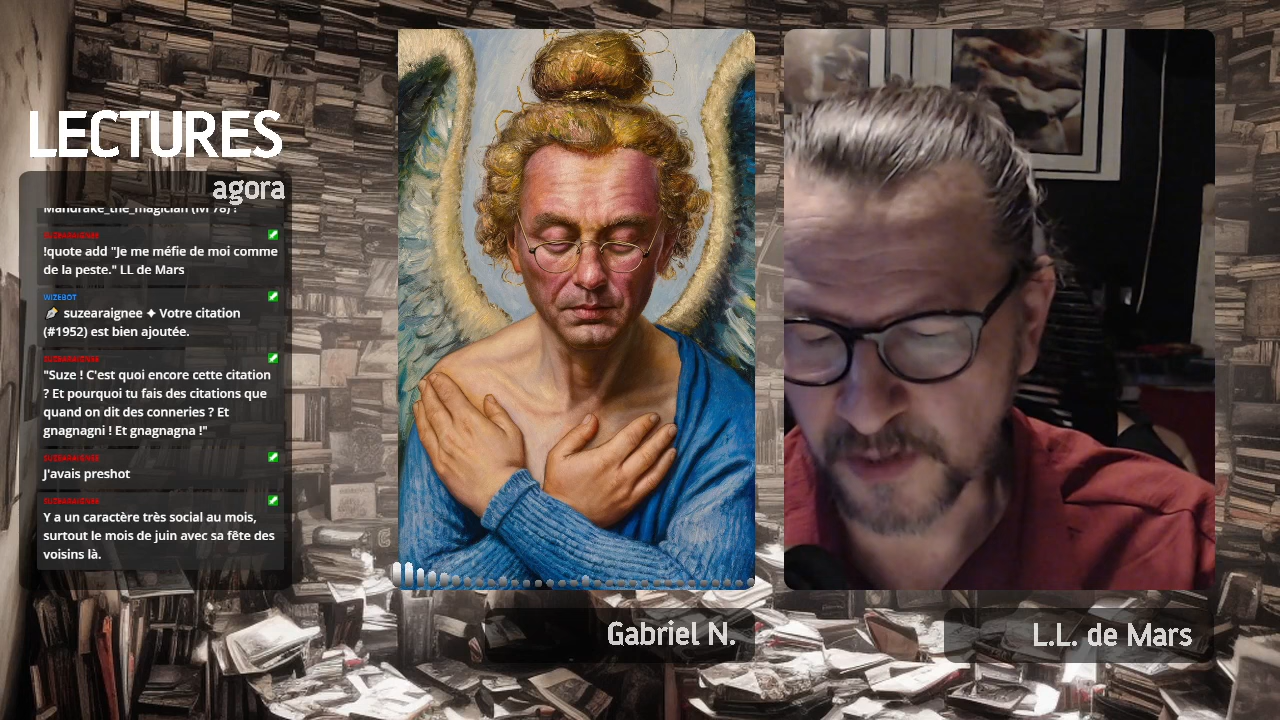 LECTURES
agora
Mandrake_the_magician (lvl 78) !
SUZEARAIGNEE
!quote add "Je me méfie de moi comme
de la peste." LL de Mars
WIZEBOT
suzearaignee ✦ Votre citation
(#1952) est bien ajoutée.
SUZEARAIGNEE
"Suze ! C'est quoi encore cette citation
? Et pourquoi tu fais des citations que
quand on dit des conneries ? Et
gnagnagni ! Et gnagnagna !"
SUZEARAIGNEE
J'avais preshot
SUZEARAIGNEE
Y a un caractère très social au mois,
surtout le mois de juin avec sa fête des
voisins là.
Gabriel N.
L.L. de Mars